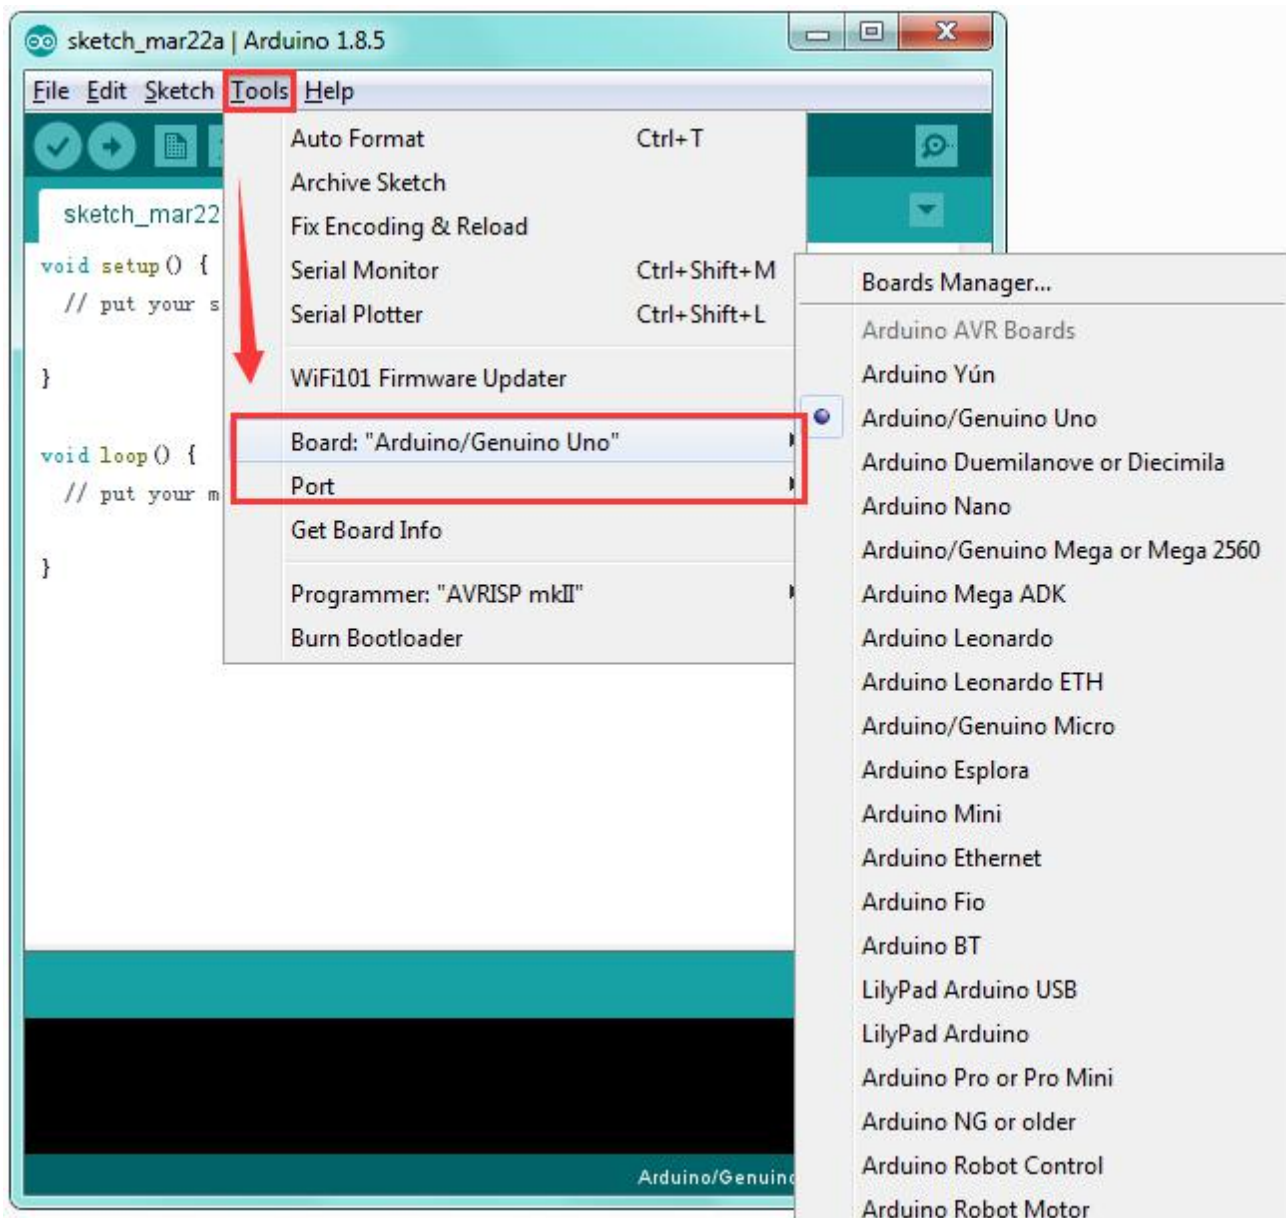 sketch_mar22a | Arduino 1.8.5
File Edit Sketch Tools Help
Auto Format Ctrl+T
Archive Sketch
Fix Encoding & Reload
Serial Monitor Ctrl+Shift+M
Serial Plotter Ctrl+Shift+L
WiFi101 Firmware Updater
Board: "Arduino/Genuino Uno"
Port
Get Board Info
Programmer: "AVRISP mkII"
Burn Bootloader
sketch_mar22
void setup() {
// put your s
}
void loop() {
// put your m
}
Boards Manager...
Arduino AVR Boards
Arduino Yún
Arduino/Genuino Uno
Arduino Duemilanove or Diecimila
Arduino Nano
Arduino/Genuino Mega or Mega 2560
Arduino Mega ADK
Arduino Leonardo
Arduino Leonardo ETH
Arduino/Genuino Micro
Arduino Esplora
Arduino Mini
Arduino Ethernet
Arduino Fio
Arduino BT
LilyPad Arduino USB
LilyPad Arduino
Arduino Pro or Pro Mini
Arduino NG or older
Arduino Robot Control
Arduino Robot Motor
Arduino/Genuino